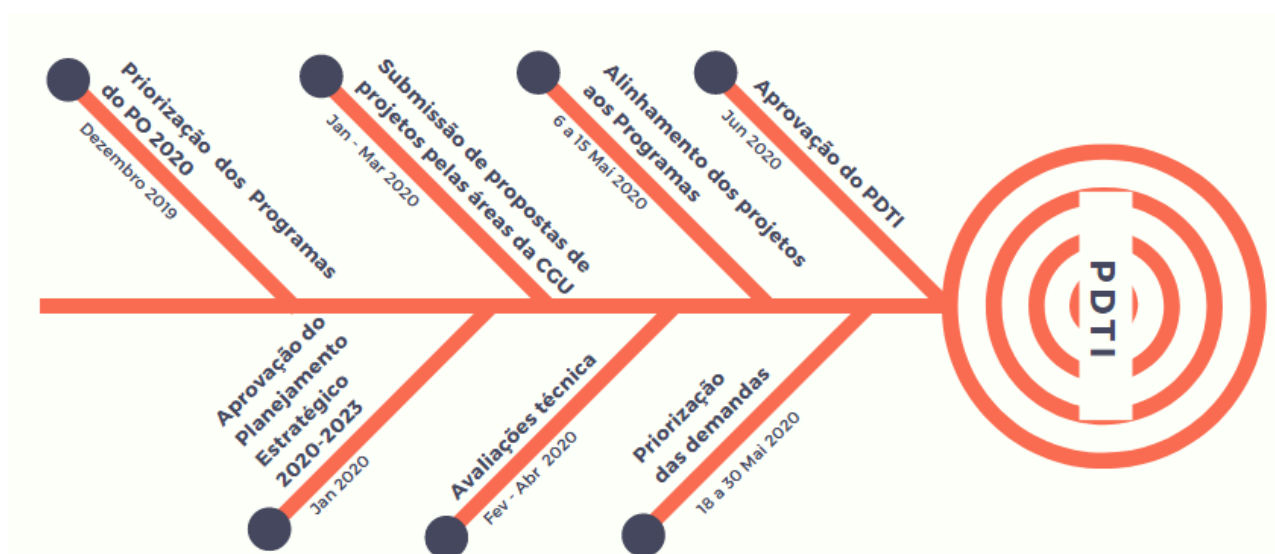 Priorização dos Programas
do PO 2020
Dezembro 2019
Submissão de propostas de
projetos pelas áreas da CGU
Jan - Mar 2020
Alinhamento dos projetos
aos Programas
6 a 15 Mai 2020
Aprovação do PDTI
Jun 2020
PDTI
Aprovação do
Planejamento
Estratégico
2020-2023
Jan 2020
Avaliações técnica
Fev - Abr 2020
Priorização
das demandas
18 a 30 Mai 2020